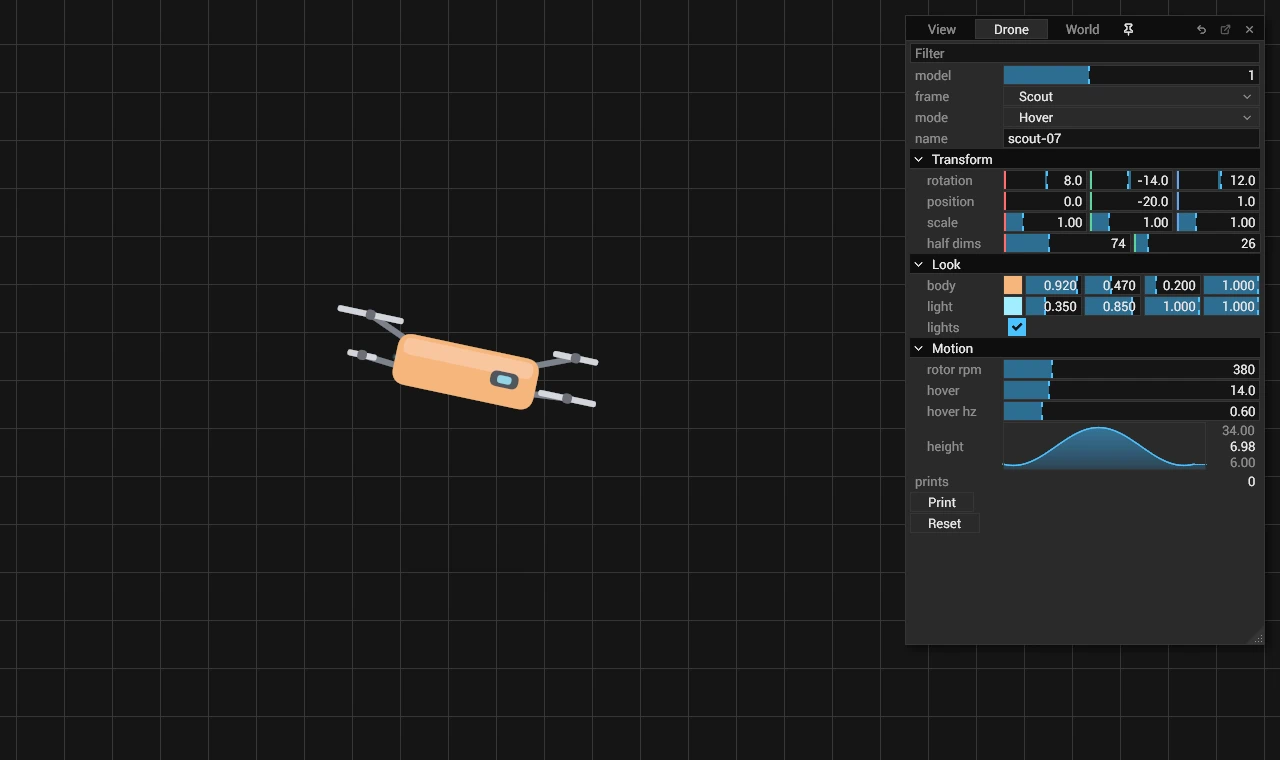 View Drone World
Filter
model 1
frame Scout
mode Hover
name scout-07
Transform
rotation 8.0 -14.0 12.0
position 0.0 -20.0 1.0
scale 1.00 1.00 1.00
half dims 74 26
Look
body 0.920 0.470 0.200 1.000
light 0.350 0.850 1.000 1.000
lights
Motion
rotor rpm 380
hover 14.0
hover hz 0.60
34.00
height 6.98
6.00
prints 0
Print
Reset